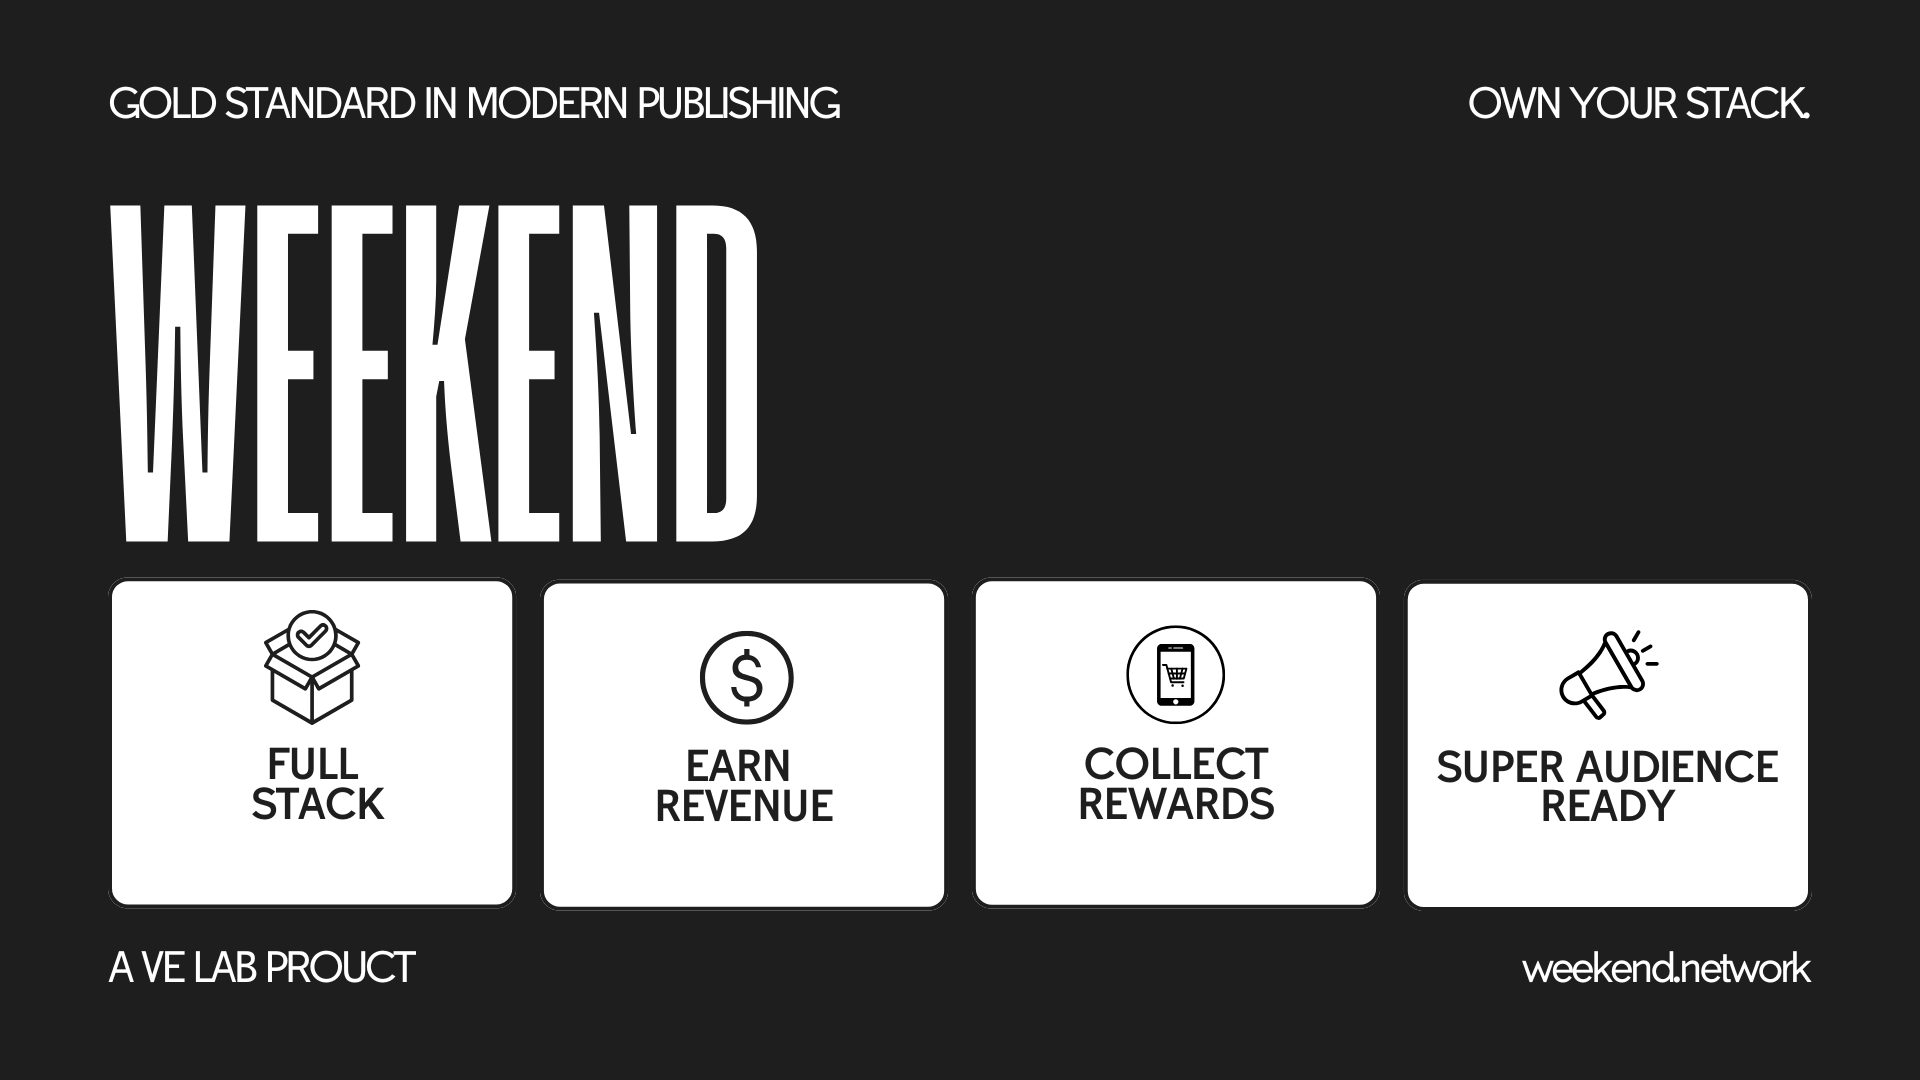 GOLD STANDARD IN MODERN PUBLISHING
OWN YOUR STACK.
WEEKEND
FULL
STACK
EARN
REVENUE
COLLECT
REWARDS
SUPER AUDIENCE
READY
A VE LAB PROUCT
weekend.network